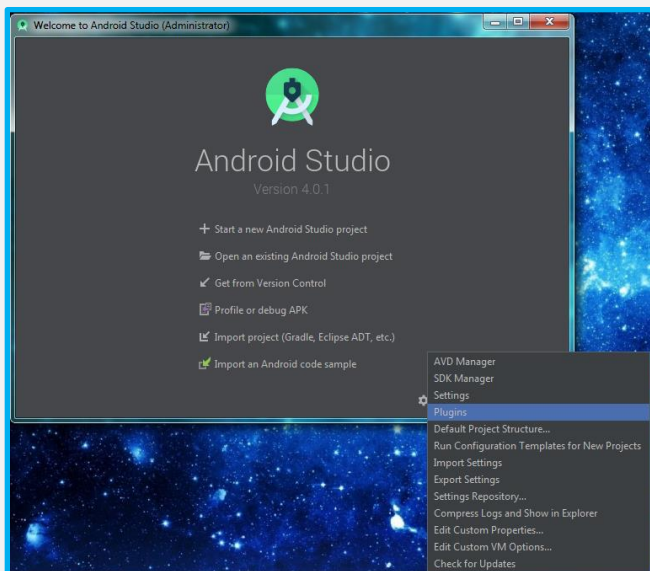 Welcome to Android Studio (Administrator)
Android Studio
Version 4.0.1
Start a new Android Studio project
Open an existing Android Studio project
Get from Version Control
Profile or debug APK
Import project (Gradle, Eclipse ADT, etc.)
Import an Android code sample
AVD Manager
SDK Manager
Settings
Plugins
Default Project Structure...
Run Configuration Templates for New Projects
Import Settings
Export Settings
Settings Repository...
Compress Logs and Show in Explorer
Edit Custom Properties...
Edit Custom VM Options...
Check for Updates